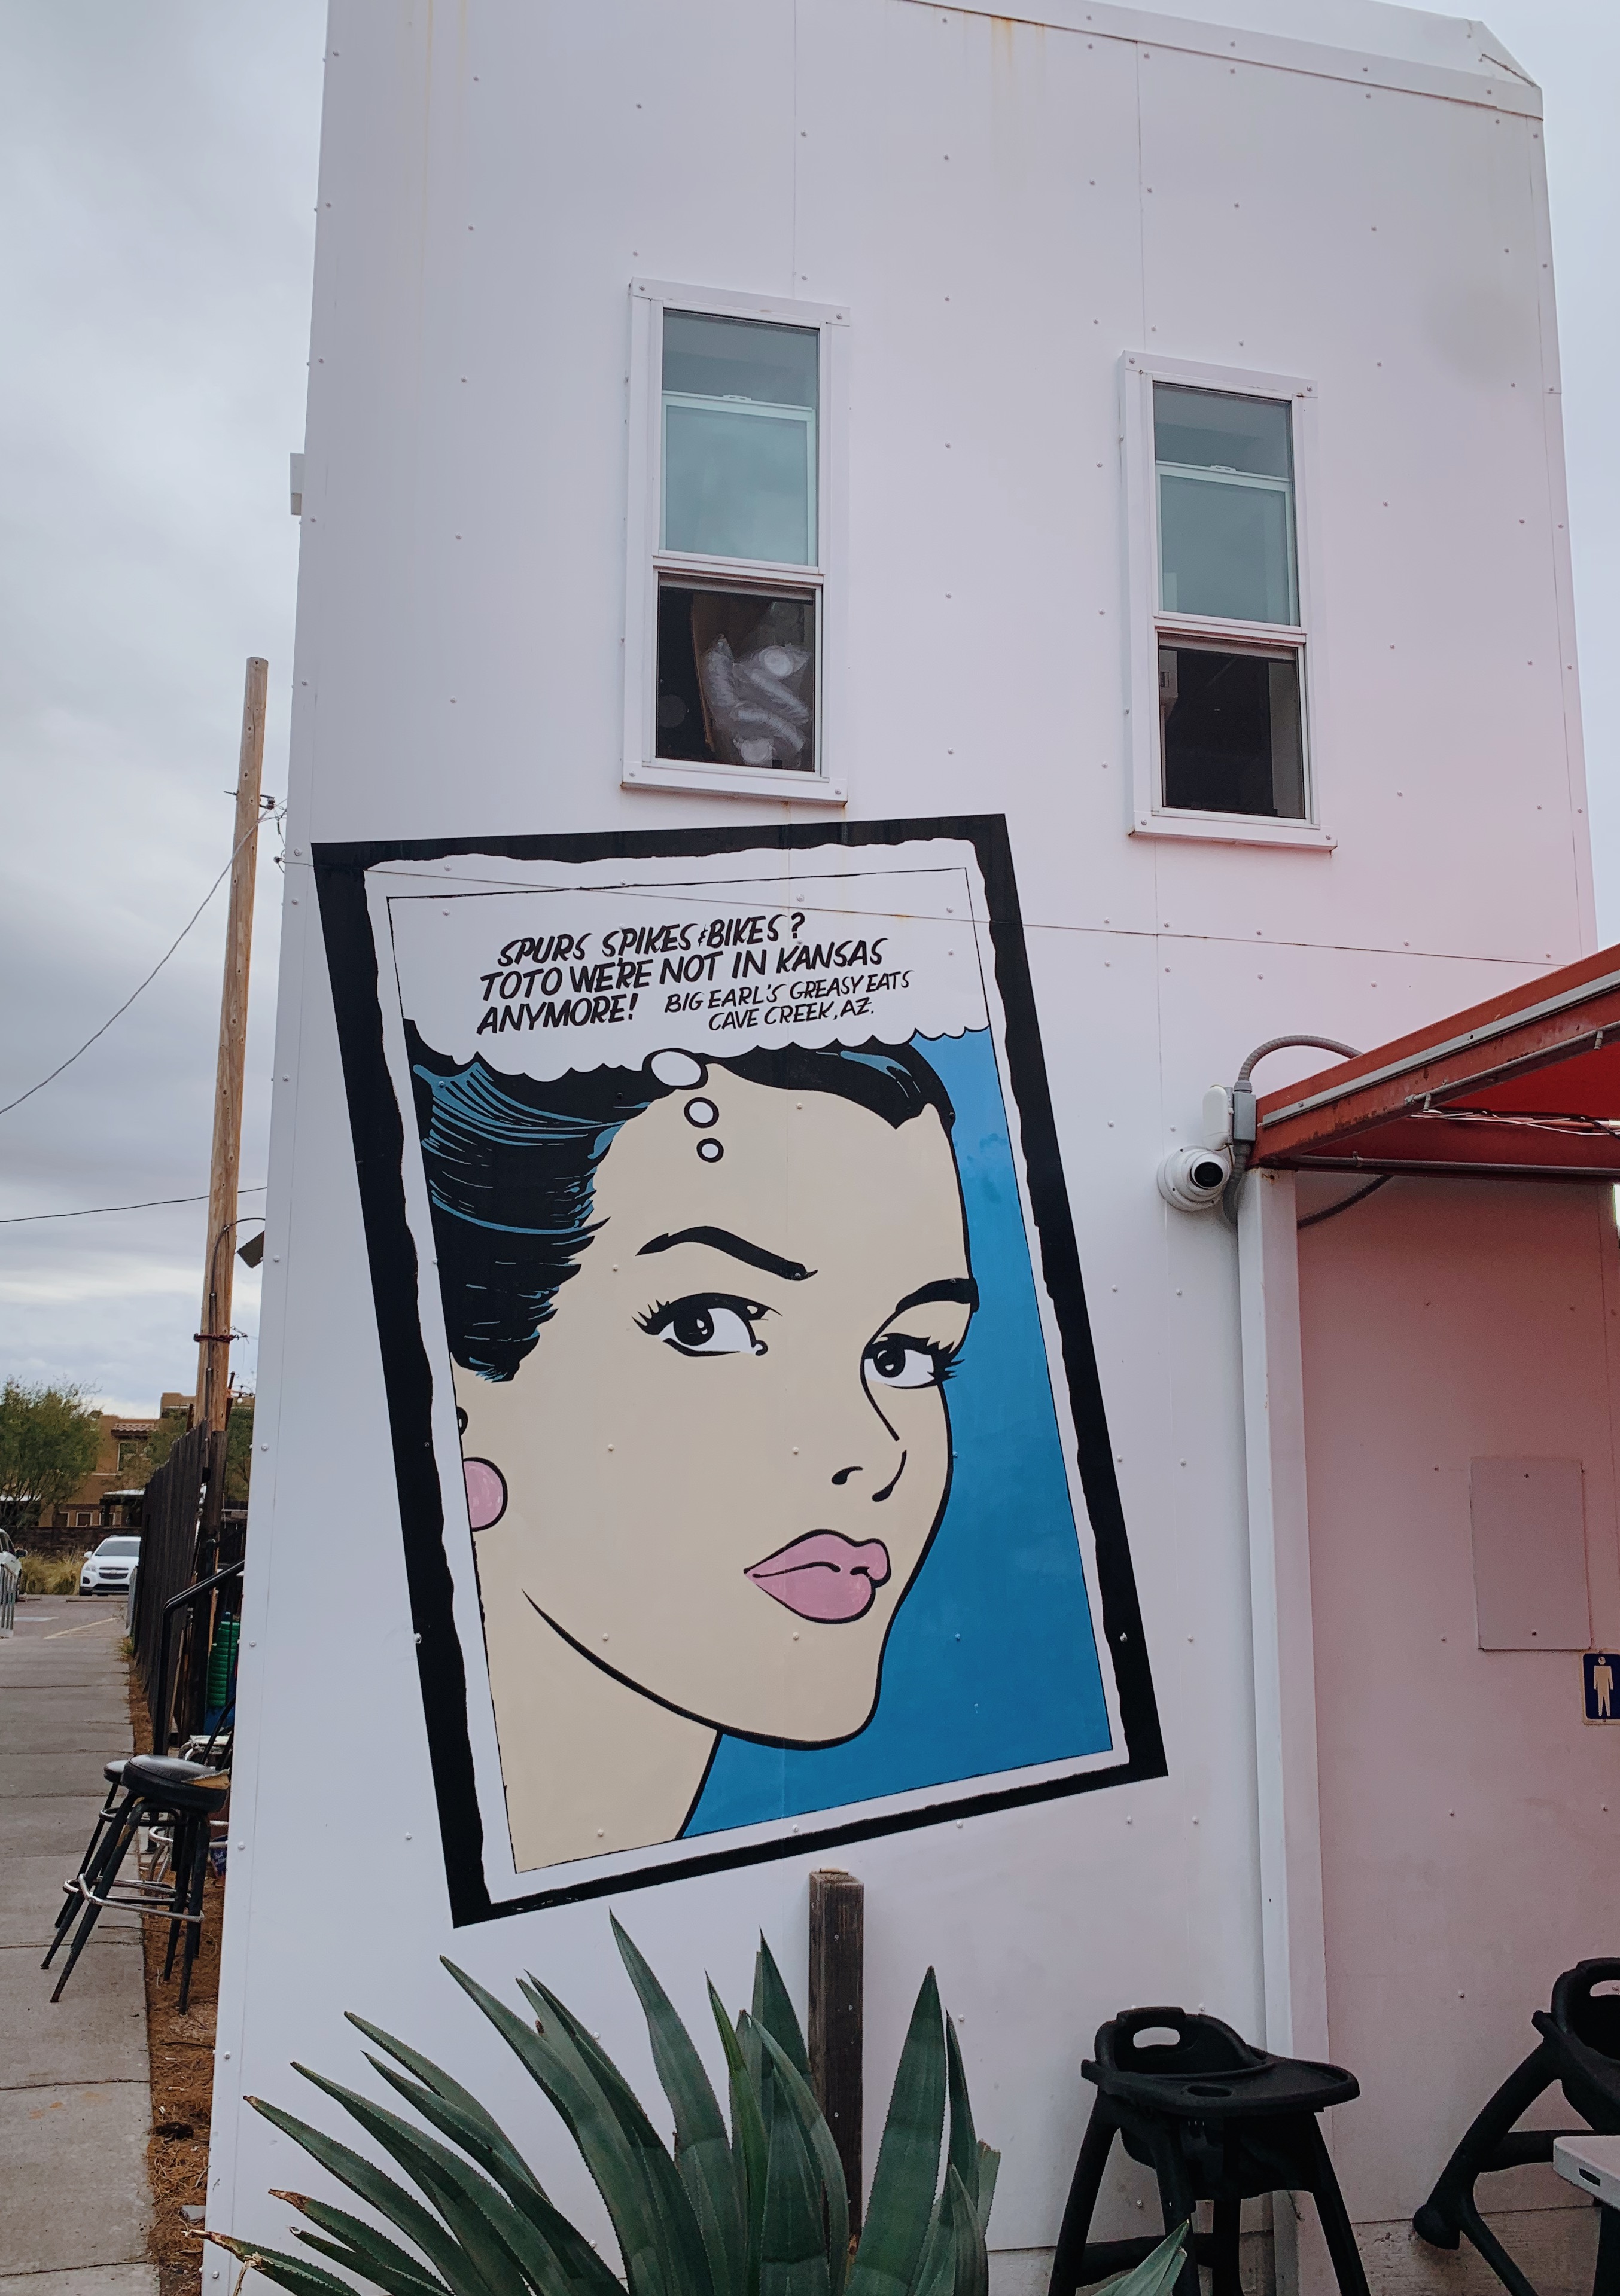 SPURS SPIKES & BIKES?
TOTO WE'RE NOT IN KANSAS
ANYMORE! BIG EARL'S GREASY EATS
CAVE CREEK, AZ.